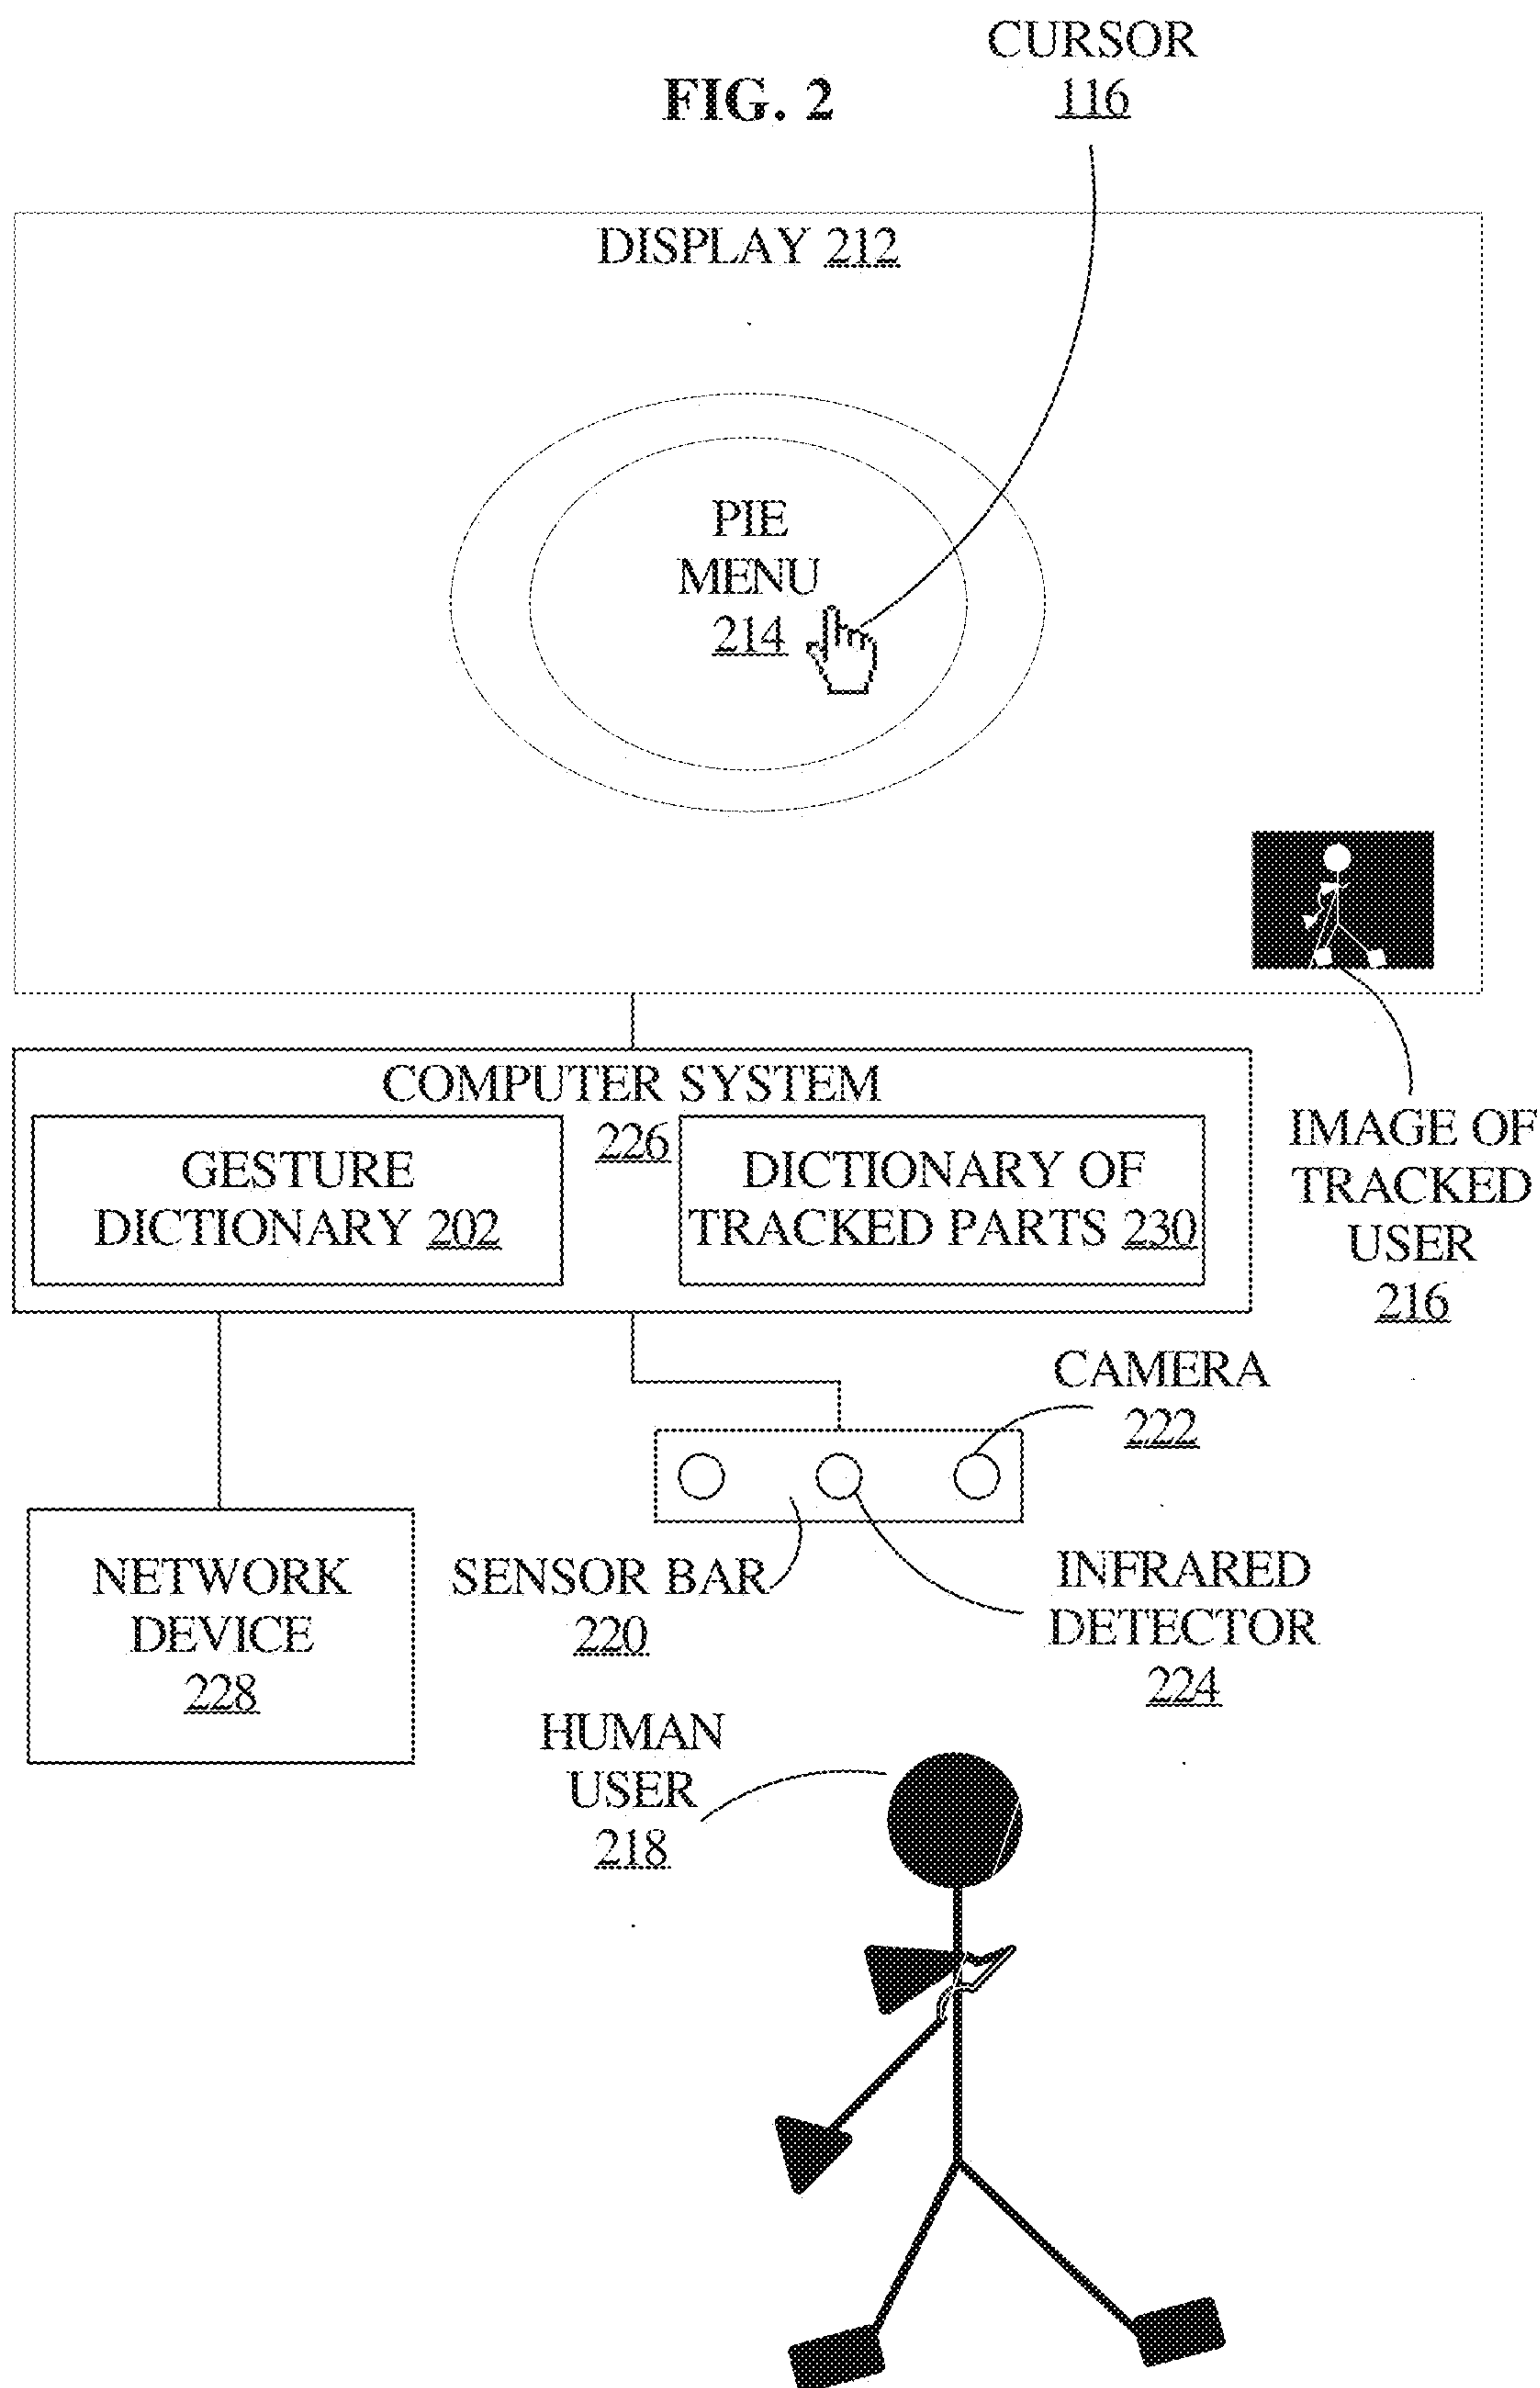 CURSOR
116
FIG. 2
DISPLAY 212
PIE
MENU
214
COMPUTER SYSTEM
226
GESTURE
DICTIONARY 202
DICTIONARY OF
TRACKED PARTS 230
IMAGE OF
TRACKED
USER
216
CAMERA
222
NETWORK
DEVICE
228
SENSOR BAR
220
INFRARED
DETECTOR
224
HUMAN
USER
218